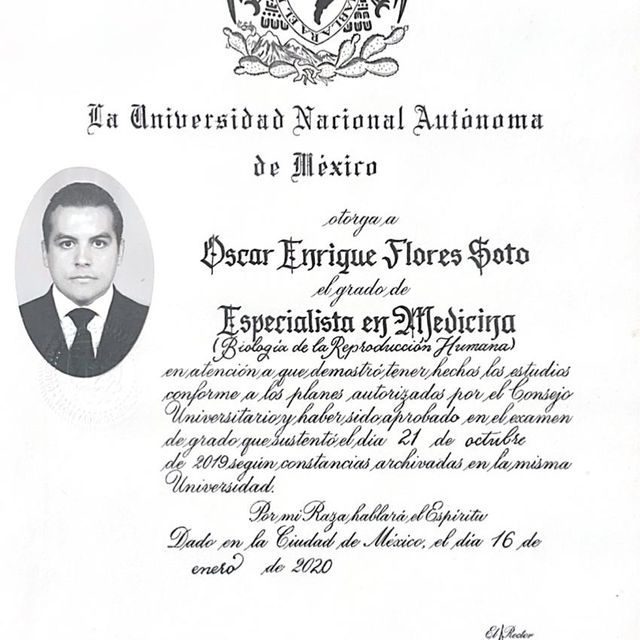 HABLARA EL
La Universidad Nacional Autónoma
de México
otorga a
Oscar Enrique Flores Soto
el grado de
Especialista en Medicina
(Biología de la Reproducción Humana)
en atención a que demostró tener hechos los estudios
conforme a los planes autorizados por el Consejo
Universitario y haber sido aprobado en el examen
de grado que sustentó el día 21 de octubre
de 2019 según constancias archivadas en la misma
Universidad.
Por mi Raza hablará el Espíritu
Dado en la Ciudad de México, el día 16 de
enero de 2020
El Rector